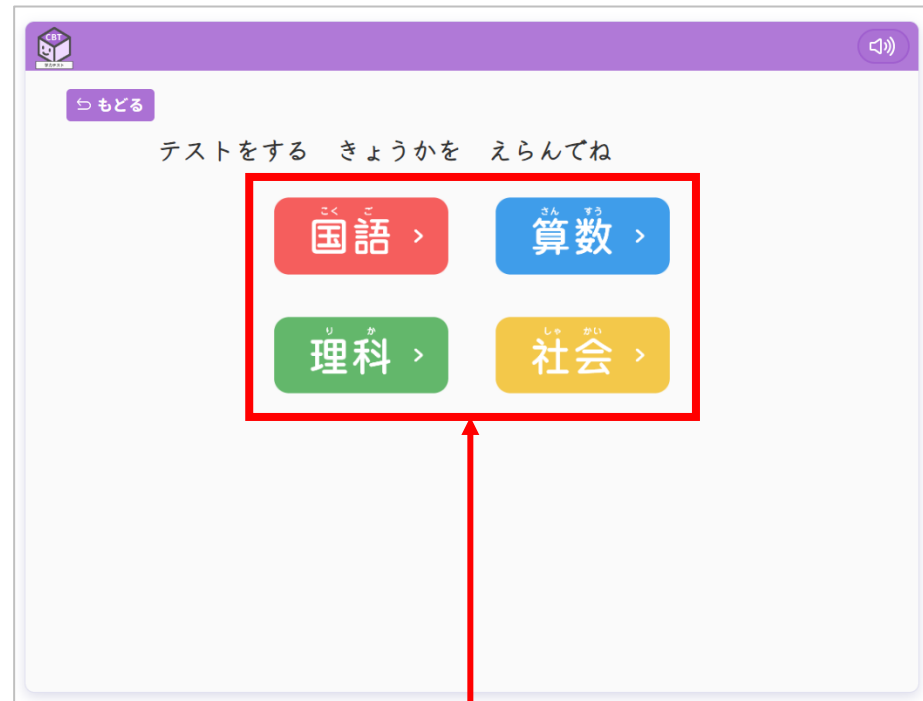 CBT
もどる
テストをする きょうかを えらんでね
こく ご
国語
さん すう
算数
り か
理科
しゃ かい
社会